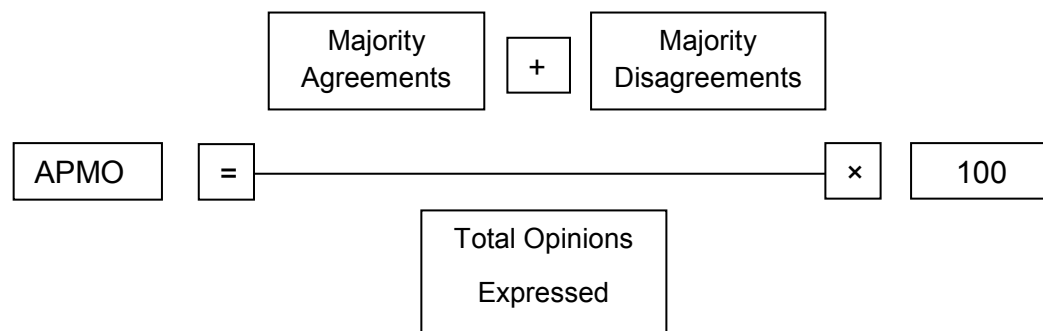 Majority
Agreements
+
Majority
Disagreements
APMO
=
×
100
Total Opinions
Expressed